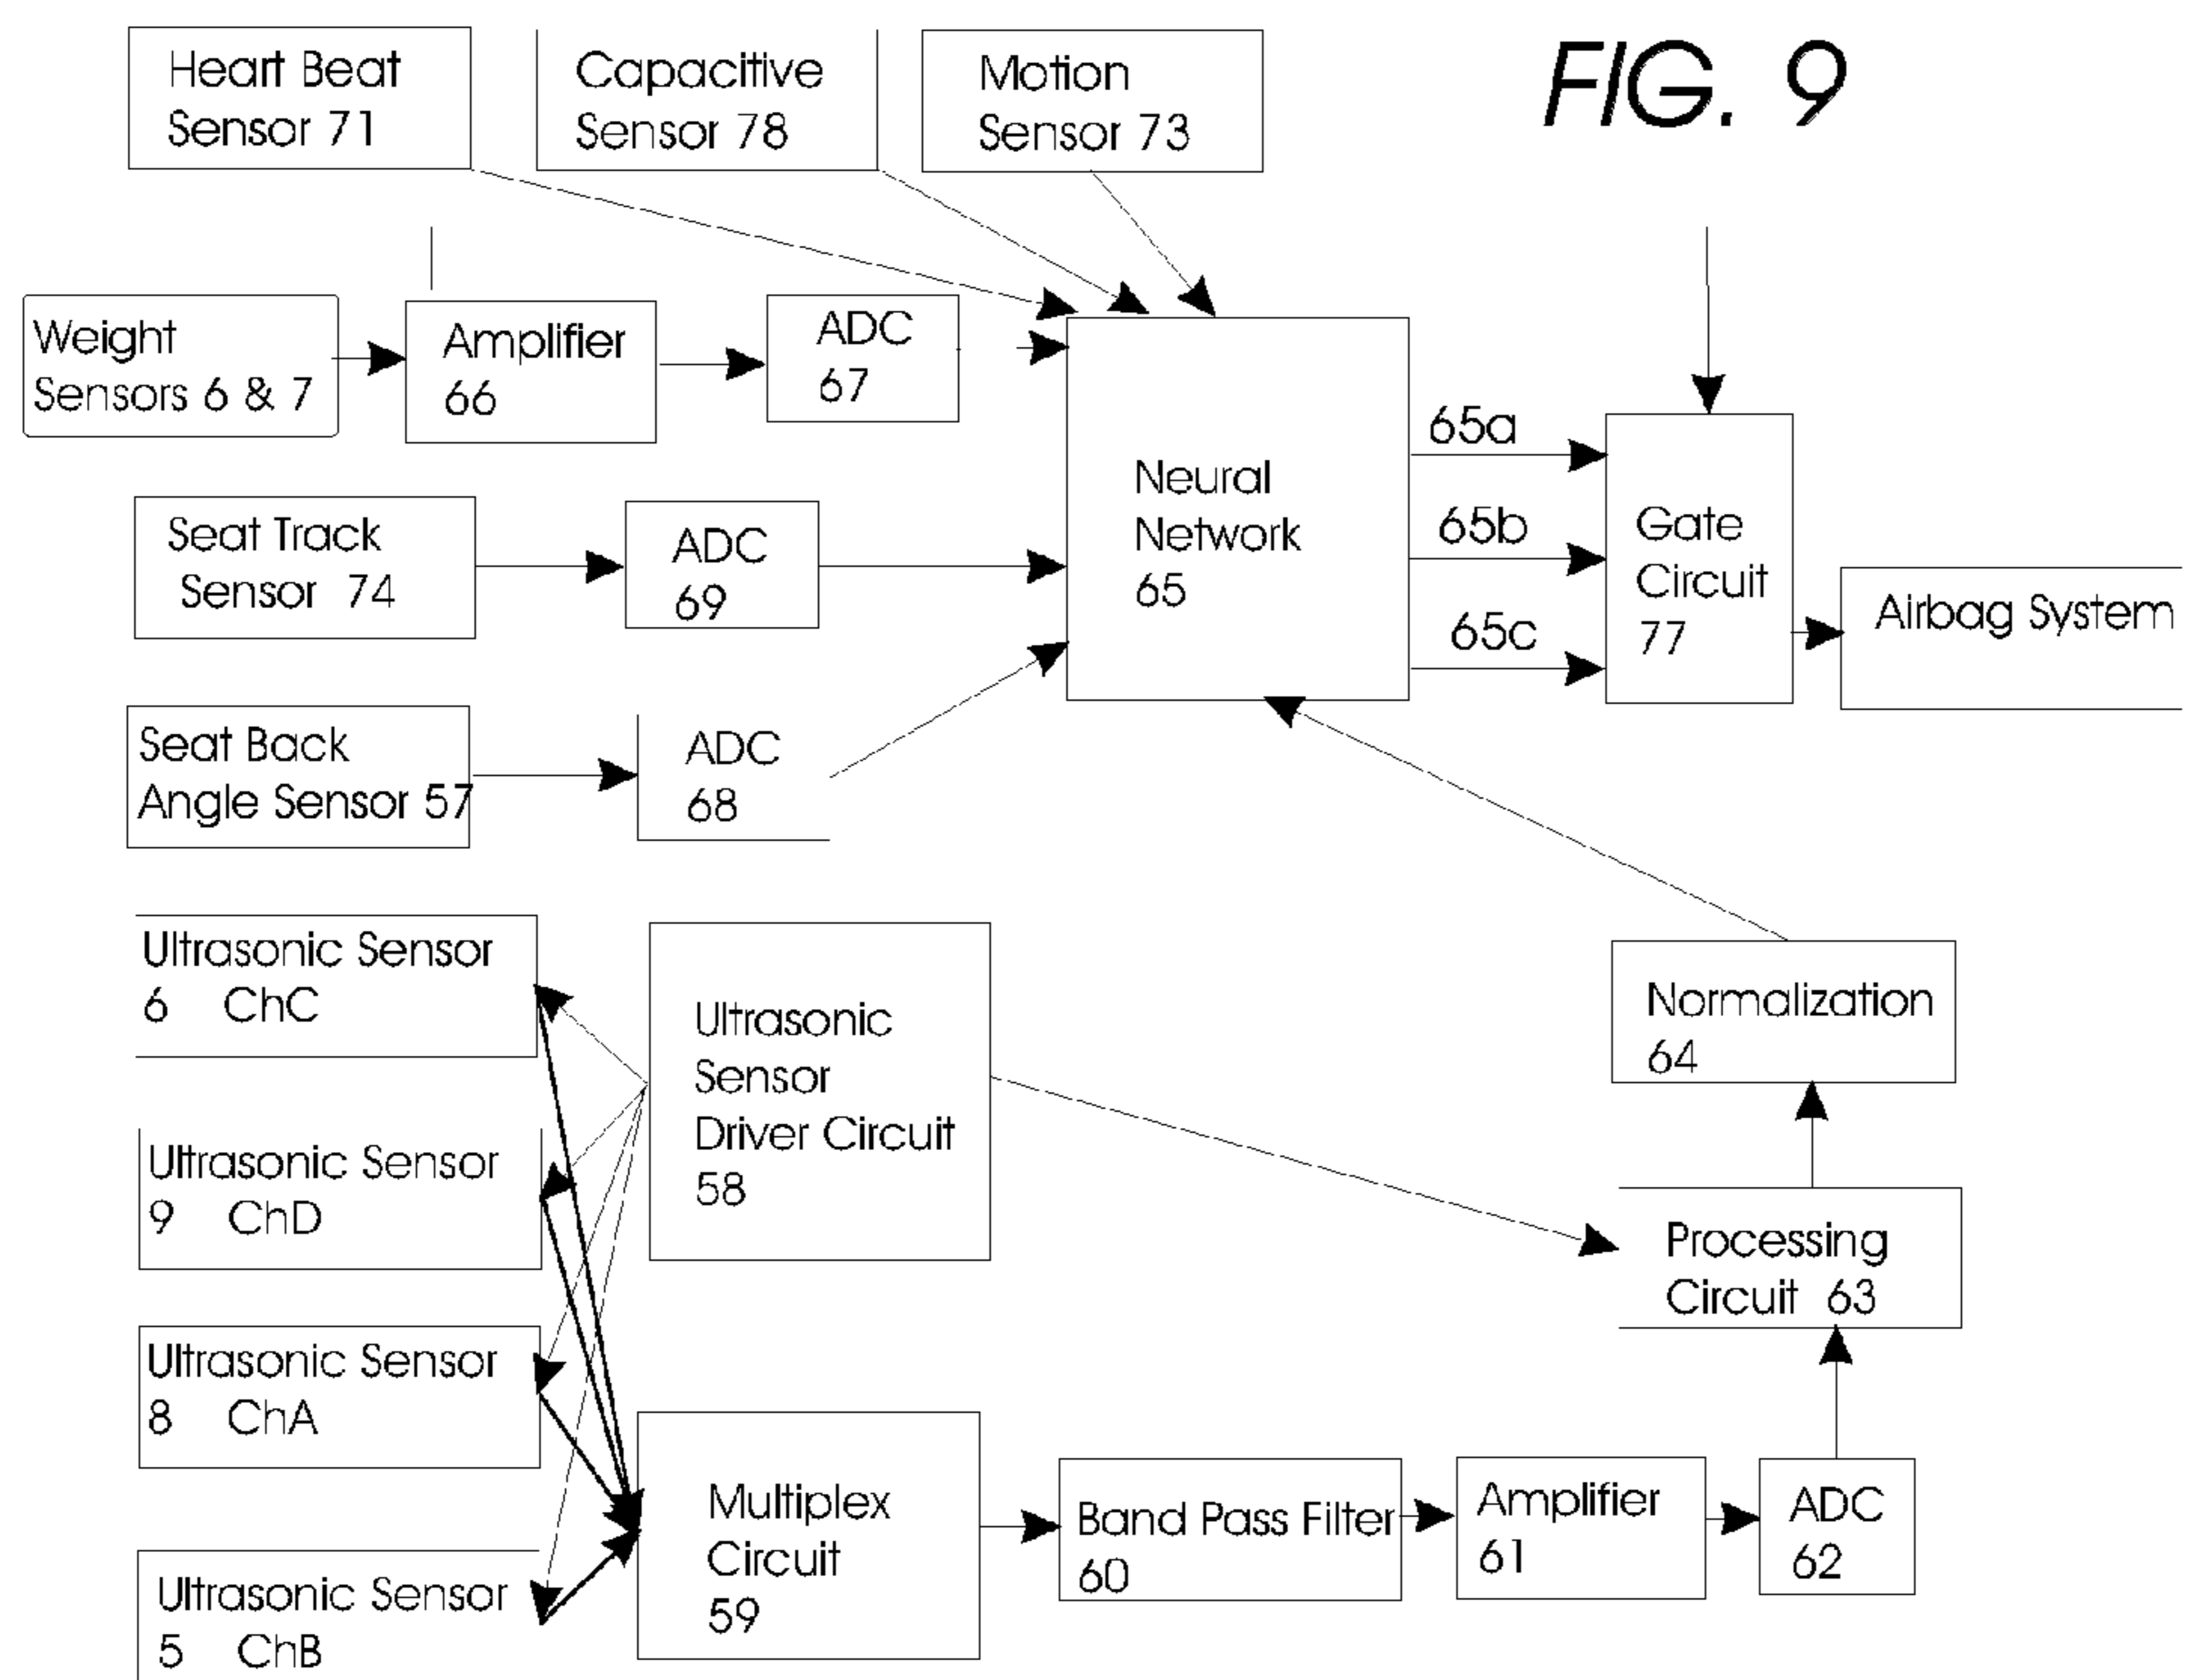 FIG. 9
Heart Beat
Sensor 71
Capacitive
Sensor 78
Motion
Sensor 73
Weight
Sensors 6 & 7
Amplifier
66
ADC
67
Neural
Network
65
65a
65b
65c
Gate
Circuit
77
Airbag System
Seat Track
Sensor 74
ADC
69
Seat Back
Angle Sensor 57
ADC
68
Ultrasonic Sensor
6 ChC
Ultrasonic
Sensor
Driver Circuit
58
Normalization
64
Ultrasonic Sensor
9 ChD
Processing
Circuit 63
Ultrasonic Sensor
8 ChA
Multiplex
Circuit
59
Band Pass Filter
60
Amplifier
61
ADC
62
Ultrasonic Sensor
5 ChB